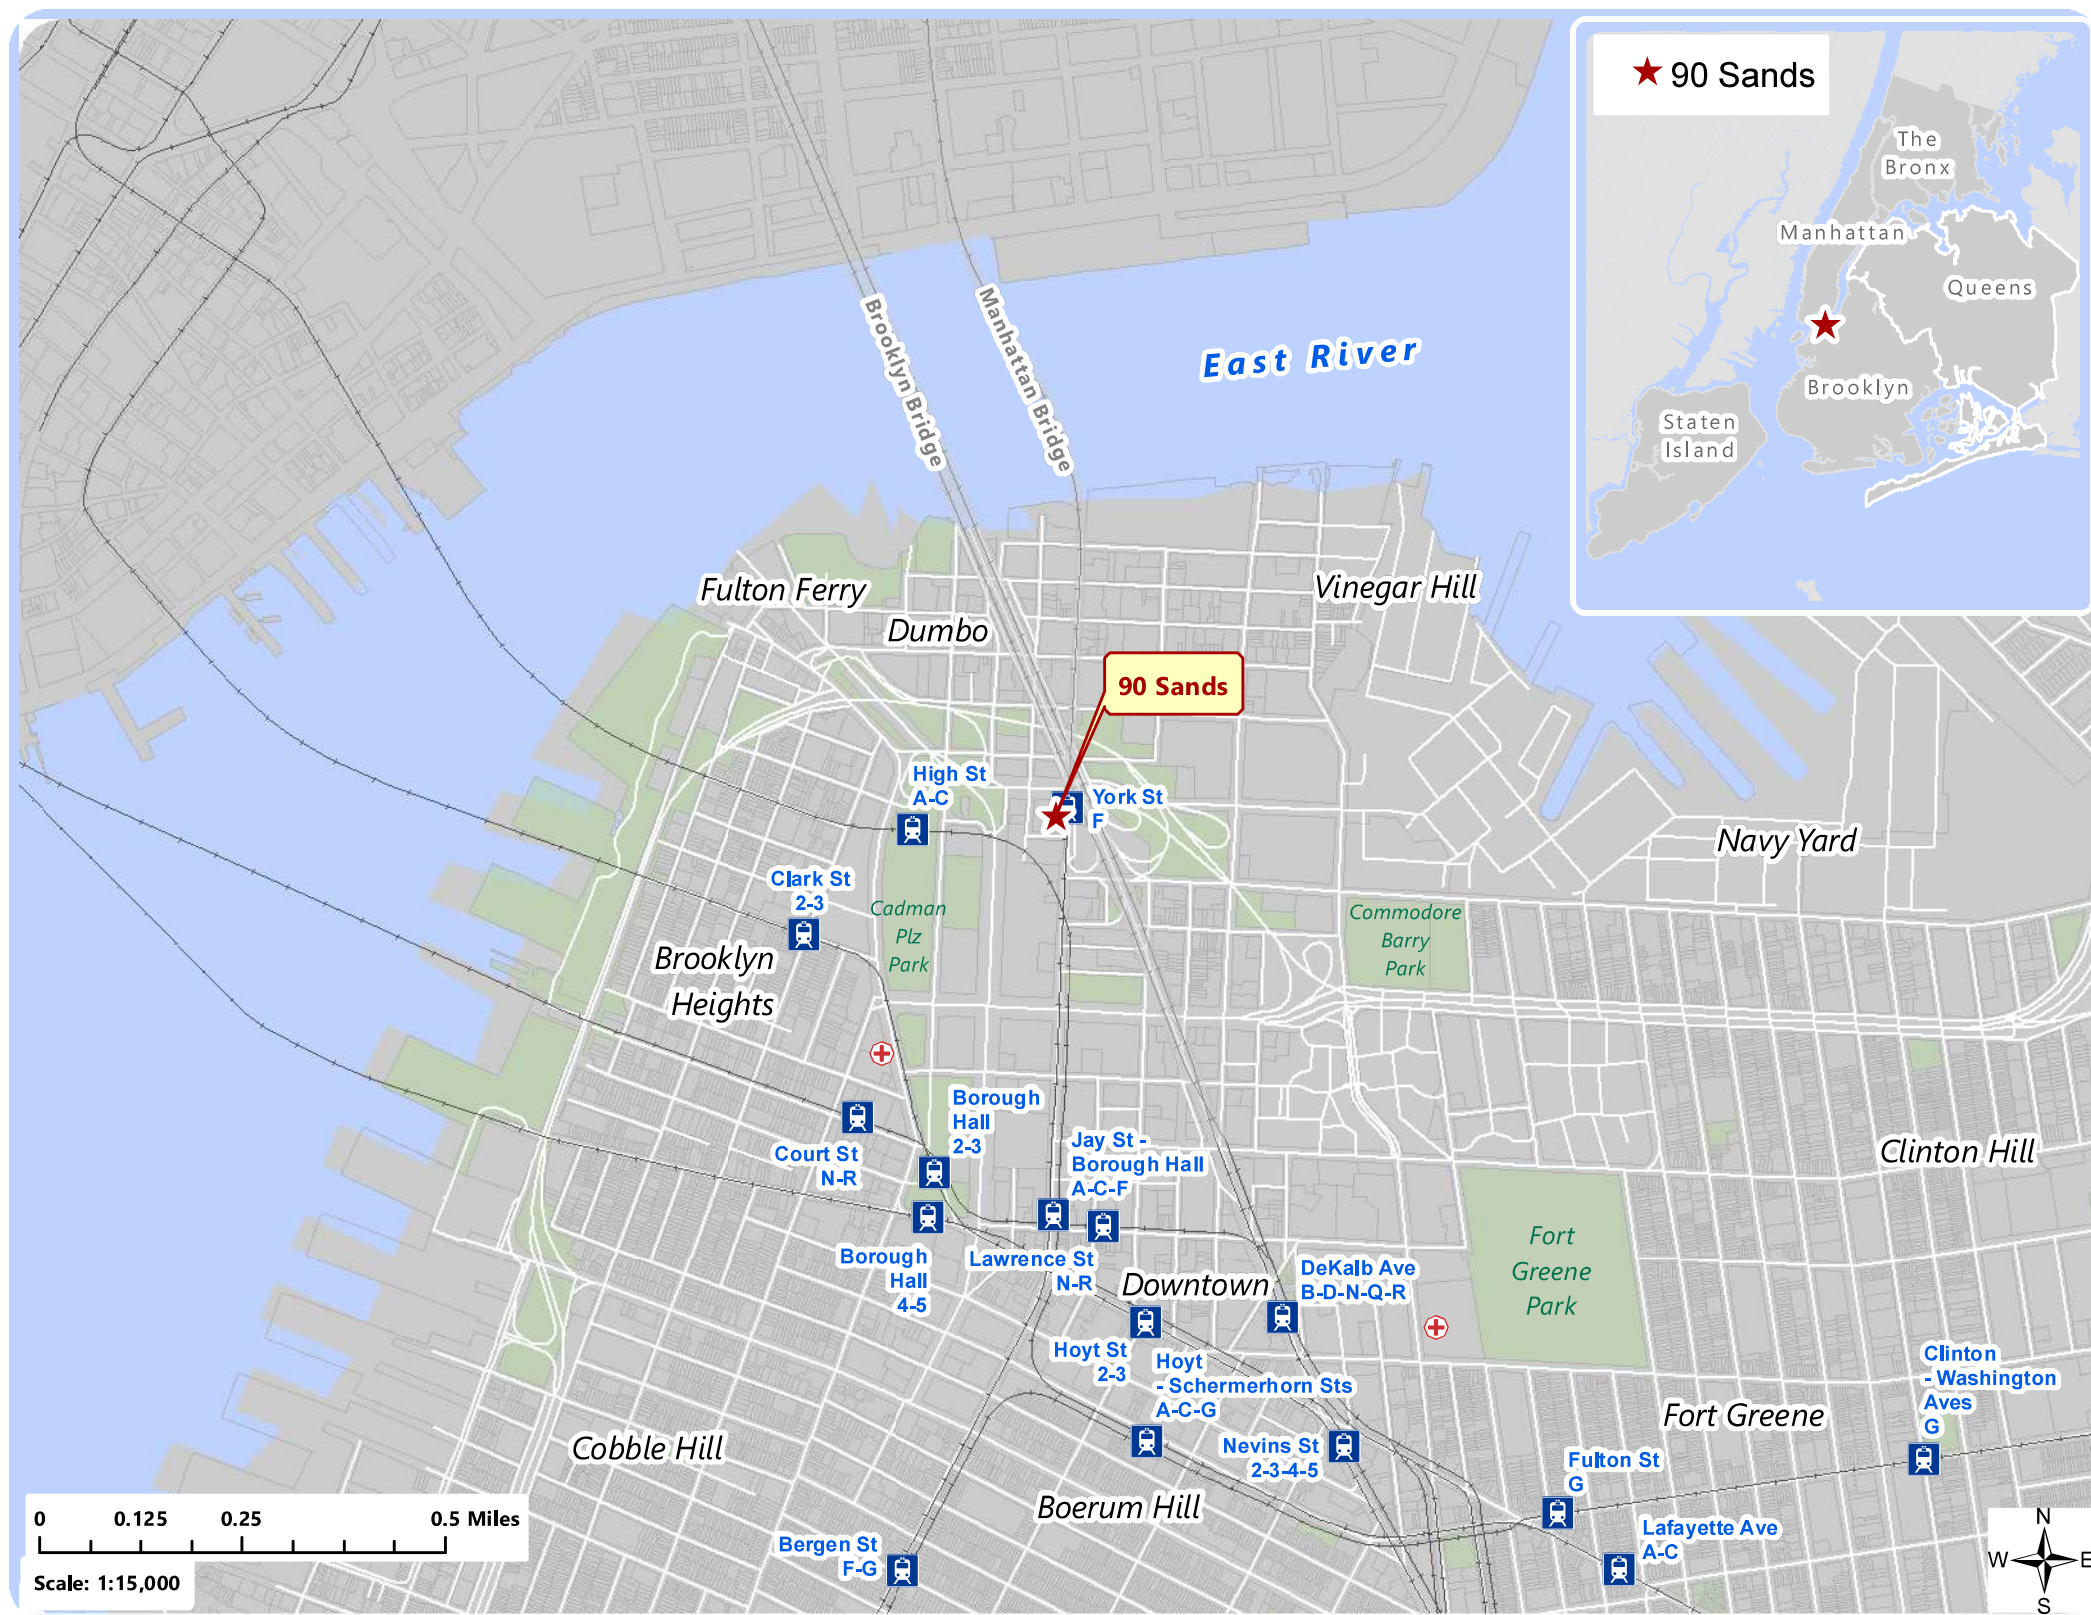 90 Sands
The
Bronx
Manhattan
Queens
Brooklyn
Staten
Island
Brooklyn Bridge
Manhattan Bridge
East River
Fulton Ferry
Dumbo
Vinegar Hill
90 Sands
High St
A-C
York St
F
Navy Yard
Clark St
2-3
Cadman
Plz
Park
Commodore
Barry
Park
Brooklyn
Heights
Borough
Hall
2-3
Court St
N-R
Jay St -
Borough Hall
A-C-F
Clinton Hill
Borough
Hall
4-5
Lawrence St
N-R
Downtown
DeKalb Ave
B-D-N-Q-R
Fort
Greene
Park
Hoyt St
2-3
Hoyt
- Schermerhorn Sts
A-C-G
Nevins St
2-3-4-5
Clinton
- Washington
Aves
G
Fort Greene
Cobble Hill
Fulton St
G
Boerum Hill
Lafayette Ave
A-C
Bergen St
F-G
0 0.125 0.25 0.5 Miles
Scale: 1:15,000
N
W E
S